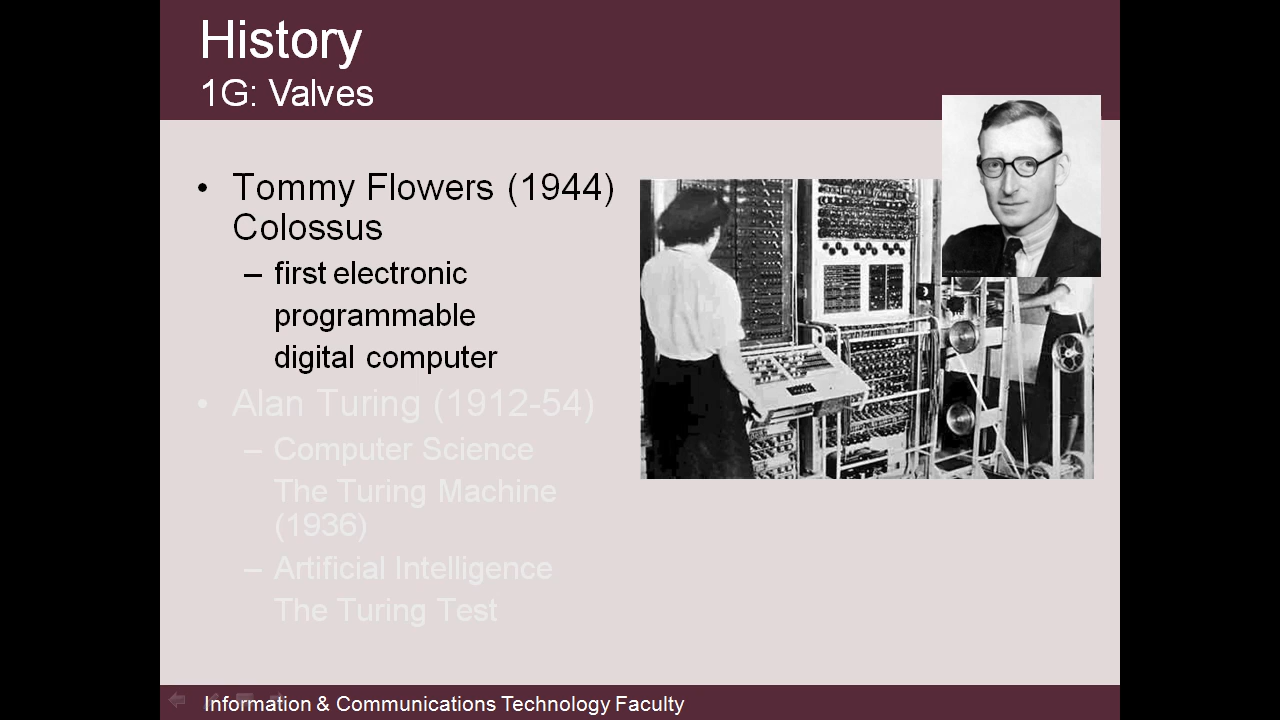 History
1G: Valves
• Tommy Flowers (1944)
Colossus
– first electronic
programmable
digital computer
• Alan Turing (1912-54)
– Computer Science
The Turing Machine
(1936)
– Artificial Intelligence
The Turing Test
Information & Communications Technology Faculty